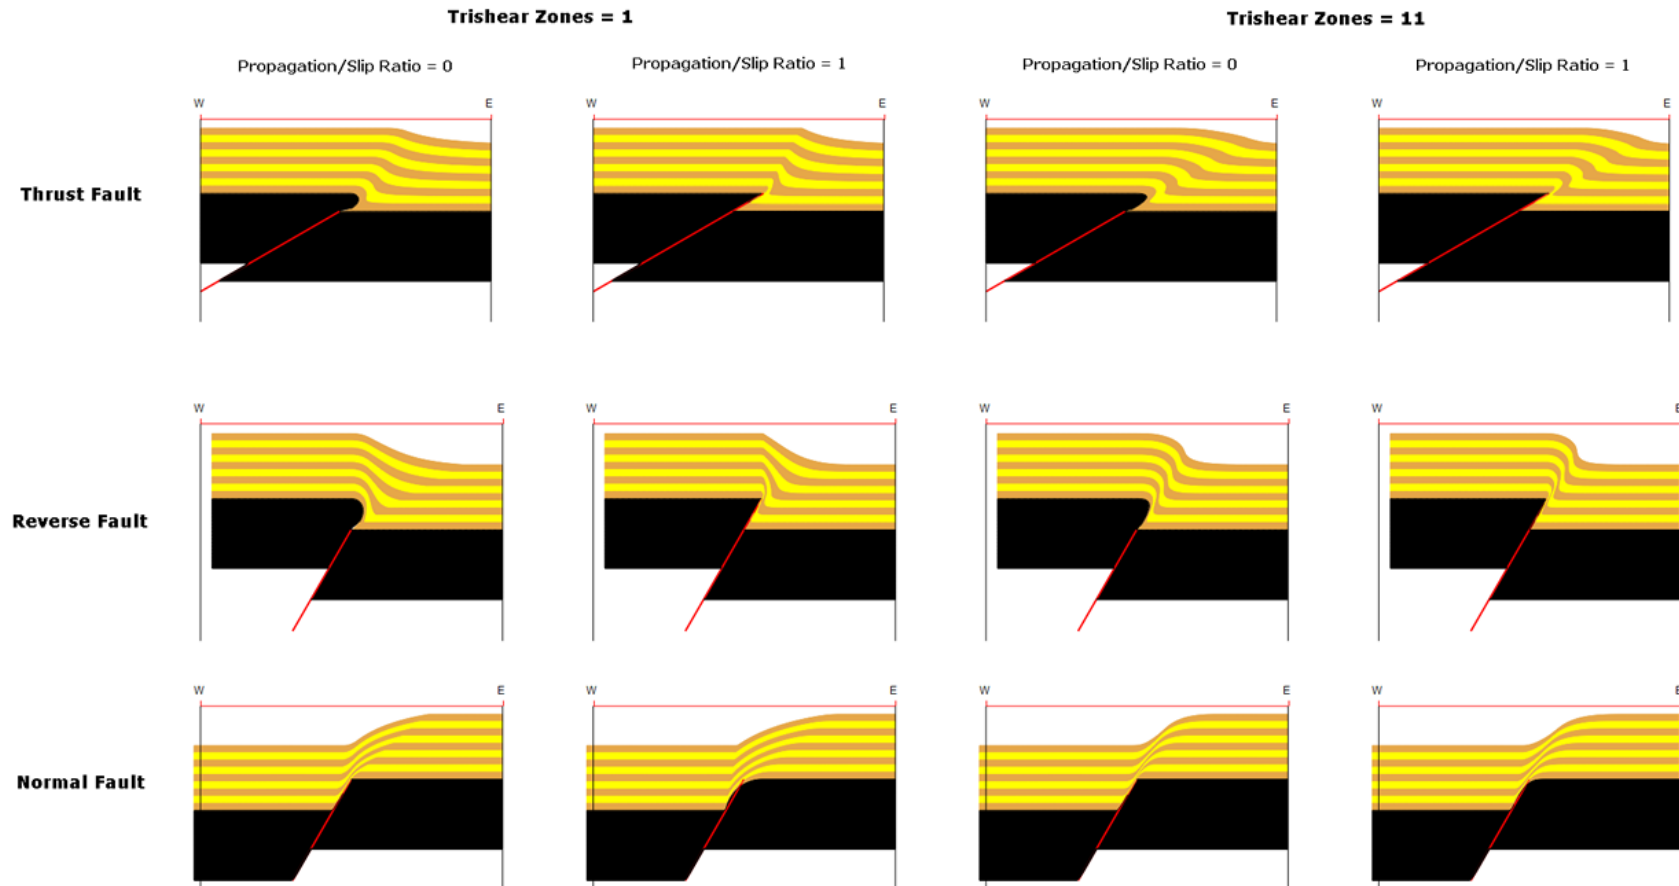 Trishear Zones = 1
Trishear Zones = 11
Propagation/Slip Ratio = 0
Propagation/Slip Ratio = 1
Propagation/Slip Ratio = 0
Propagation/Slip Ratio = 1
W E W E W E W E
Thrust Fault
W E W E W E W E
Reverse Fault
W E W E W E W E
Normal Fault